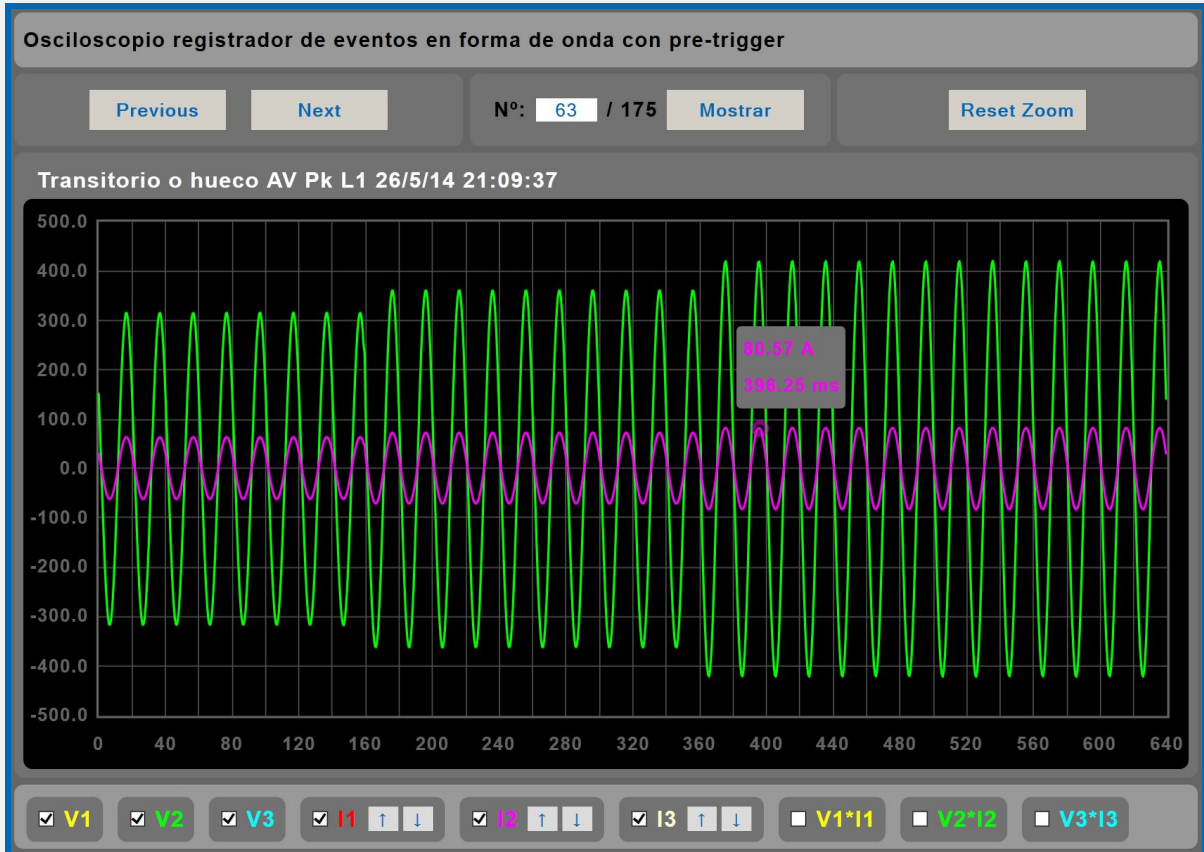 Osciloscopio registrador de eventos en forma de onda con pre-trigger
Previous Next Nº: 63 / 175 Mostrar Reset Zoom
Transitorio o hueco AV Pk L1 26/5/14 21:09:37
500.0
400.0
300.0
200.0
100.0
0.0
-100.0
-200.0
-300.0
-400.0
-500.0
80.57 A
396.25 ms
0 40 80 120 160 200 240 280 320 360 400 440 480 520 560 600 640
V1 V2 V3 I1 ↑ ↓ I2 ↑ ↓ I3 ↑ ↓ V1*I1 V2*I2 V3*I3